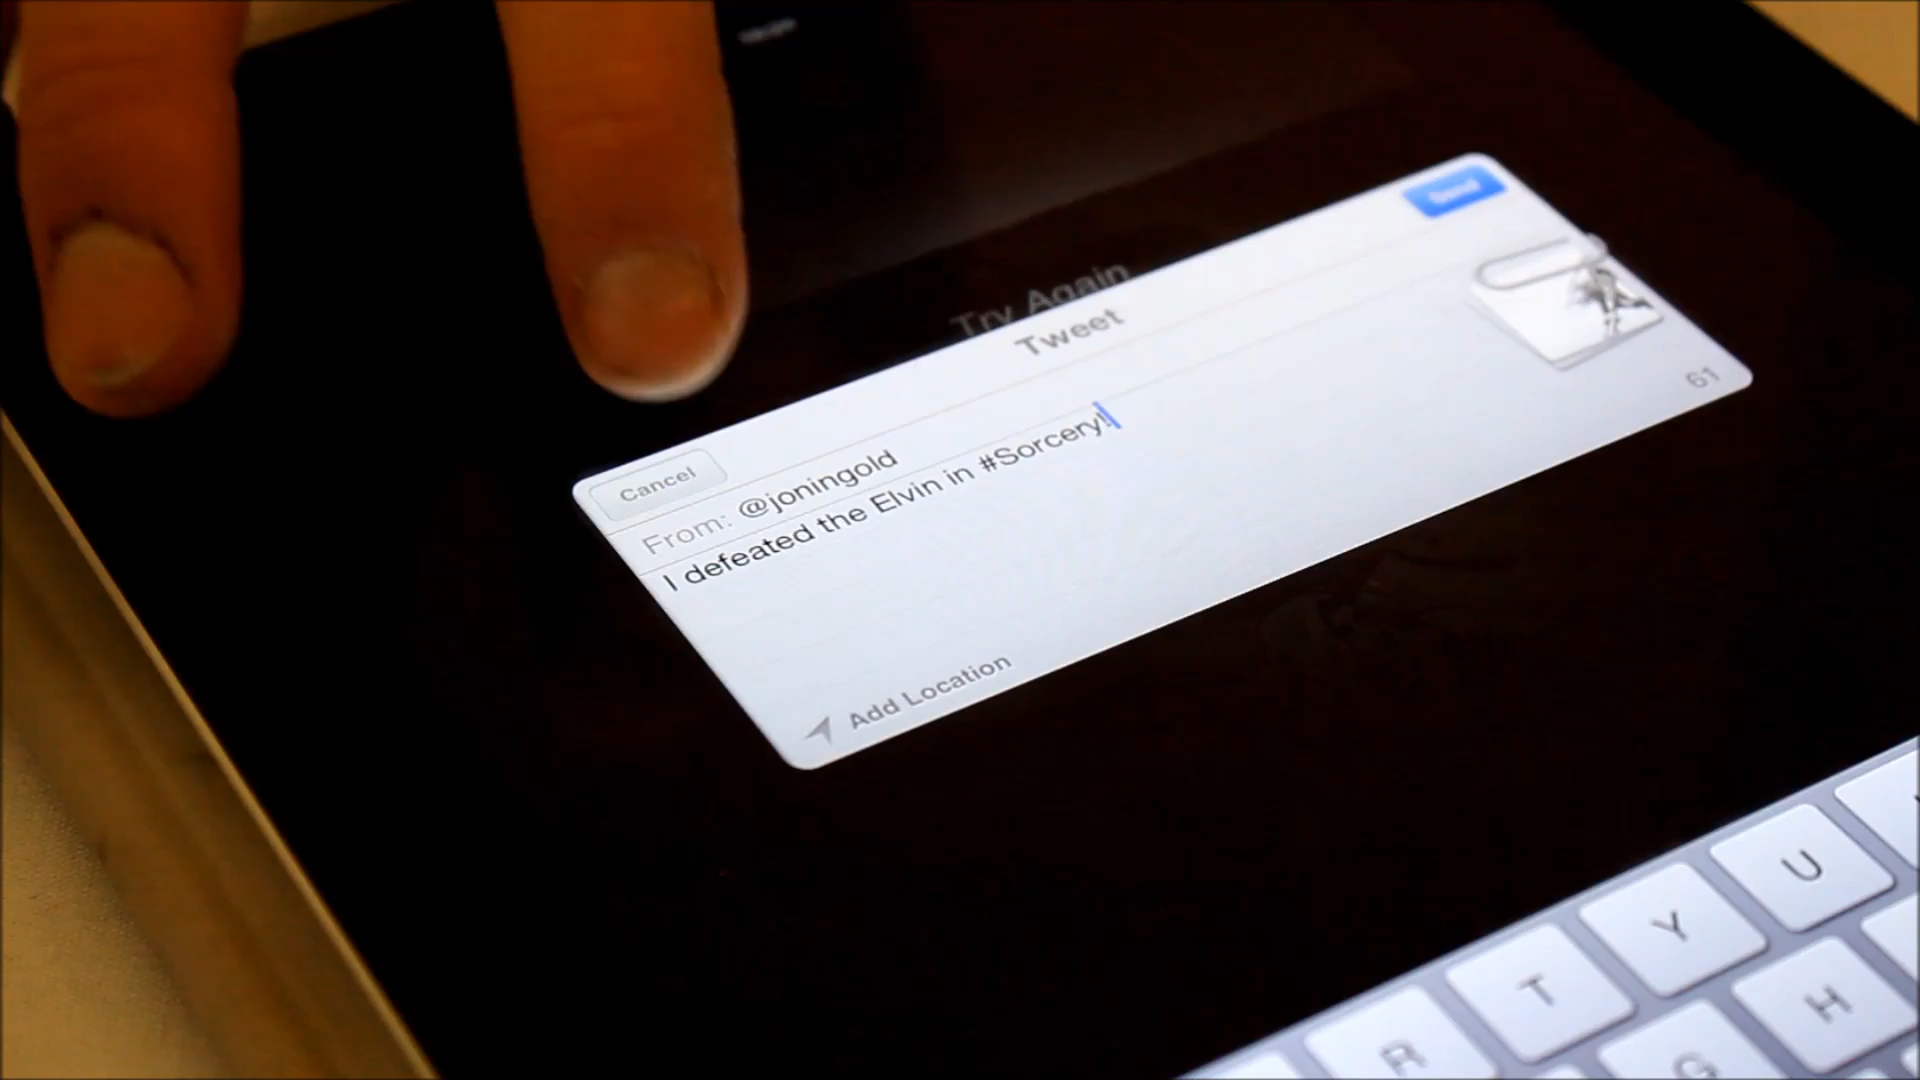 Try Again
Tweet
Send
Cancel
From: @joningold
I defeated the Elvin in #Sorcery!
61
Add Location
U
Y
T
H
R
G